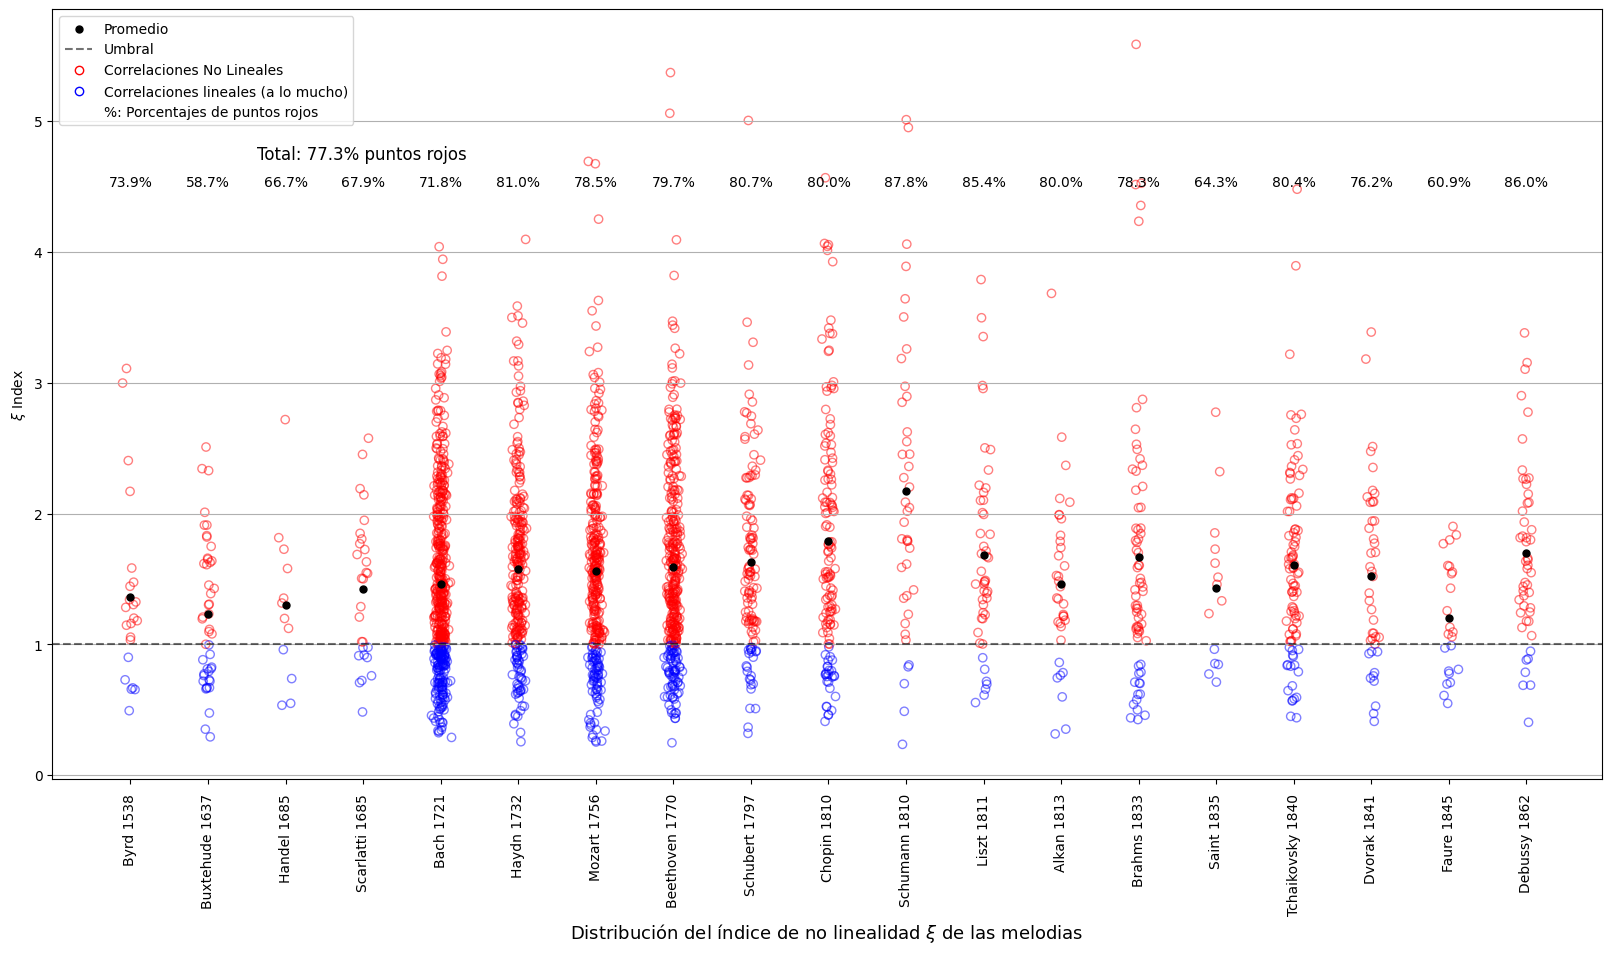 Promedio
Umbral
Correlaciones No Lineales
Correlaciones lineales (a lo mucho)
%: Porcentajes de puntos rojos
Total: 77.3% puntos rojos
73.9% 58.7% 66.7% 67.9% 71.8% 81.0% 78.5% 79.7% 80.7% 80.0% 87.8% 85.4% 80.0% 78.3% 64.3% 80.4% 76.2% 60.9% 86.0%
5
4
3
2
1
0
ξ Index
Byrd 1538
Buxtehude 1637
Handel 1685
Scarlatti 1685
Bach 1721
Haydn 1732
Mozart 1756
Beethoven 1770
Schubert 1797
Chopin 1810
Schumann 1810
Liszt 1811
Alkan 1813
Brahms 1833
Saint 1835
Tchaikovsky 1840
Dvorak 1841
Faure 1845
Debussy 1862
Distribución del índice de no linealidad ξ de las melodias